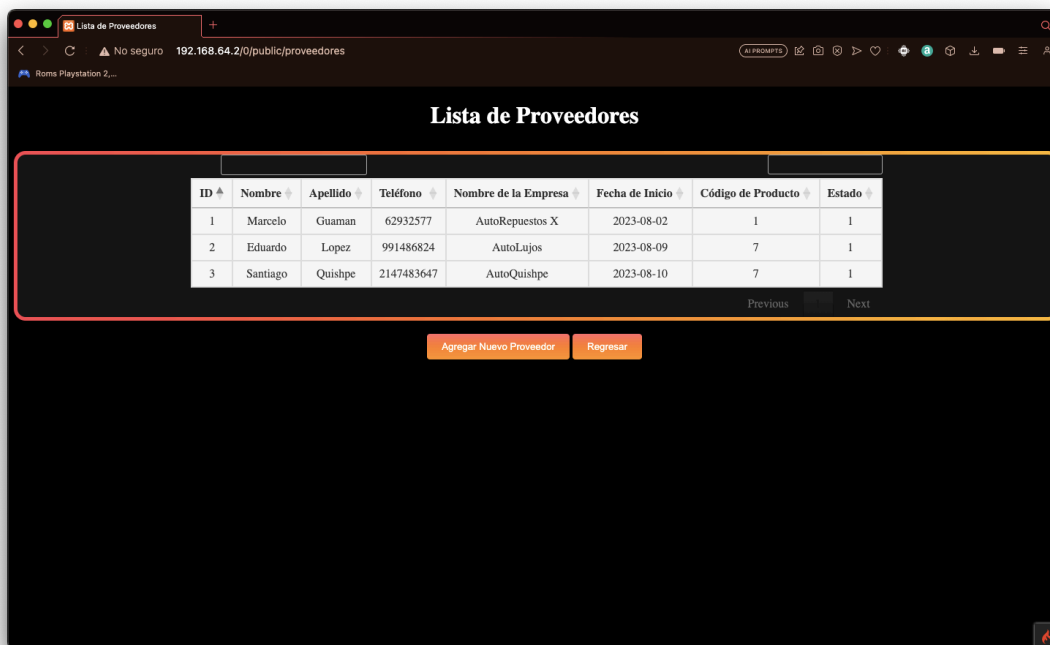 Lista de Proveedores
No seguro 192.168.64.2/0/public/proveedores AI PROMPTS
Roms Playstation 2,...
Lista de Proveedores
ID Nombre Apellido Teléfono Nombre de la Empresa Fecha de Inicio Código de Producto Estado
1 Marcelo Guaman 62932577 AutoRepuestos X 2023-08-02 1 1
2 Eduardo Lopez 991486824 AutoLujos 2023-08-09 7 1
3 Santiago Quishpe 2147483647 AutoQuishpe 2023-08-10 7 1
Previous Next
Agregar Nuevo Proveedor Regresar